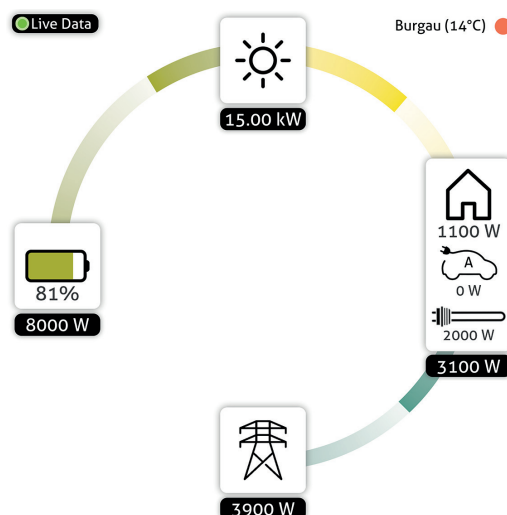 Live Data
Burgau (14°C)
15.00 kW
1100 W
A
0 W
81%
2000 W
8000 W
3100 W
3900 W